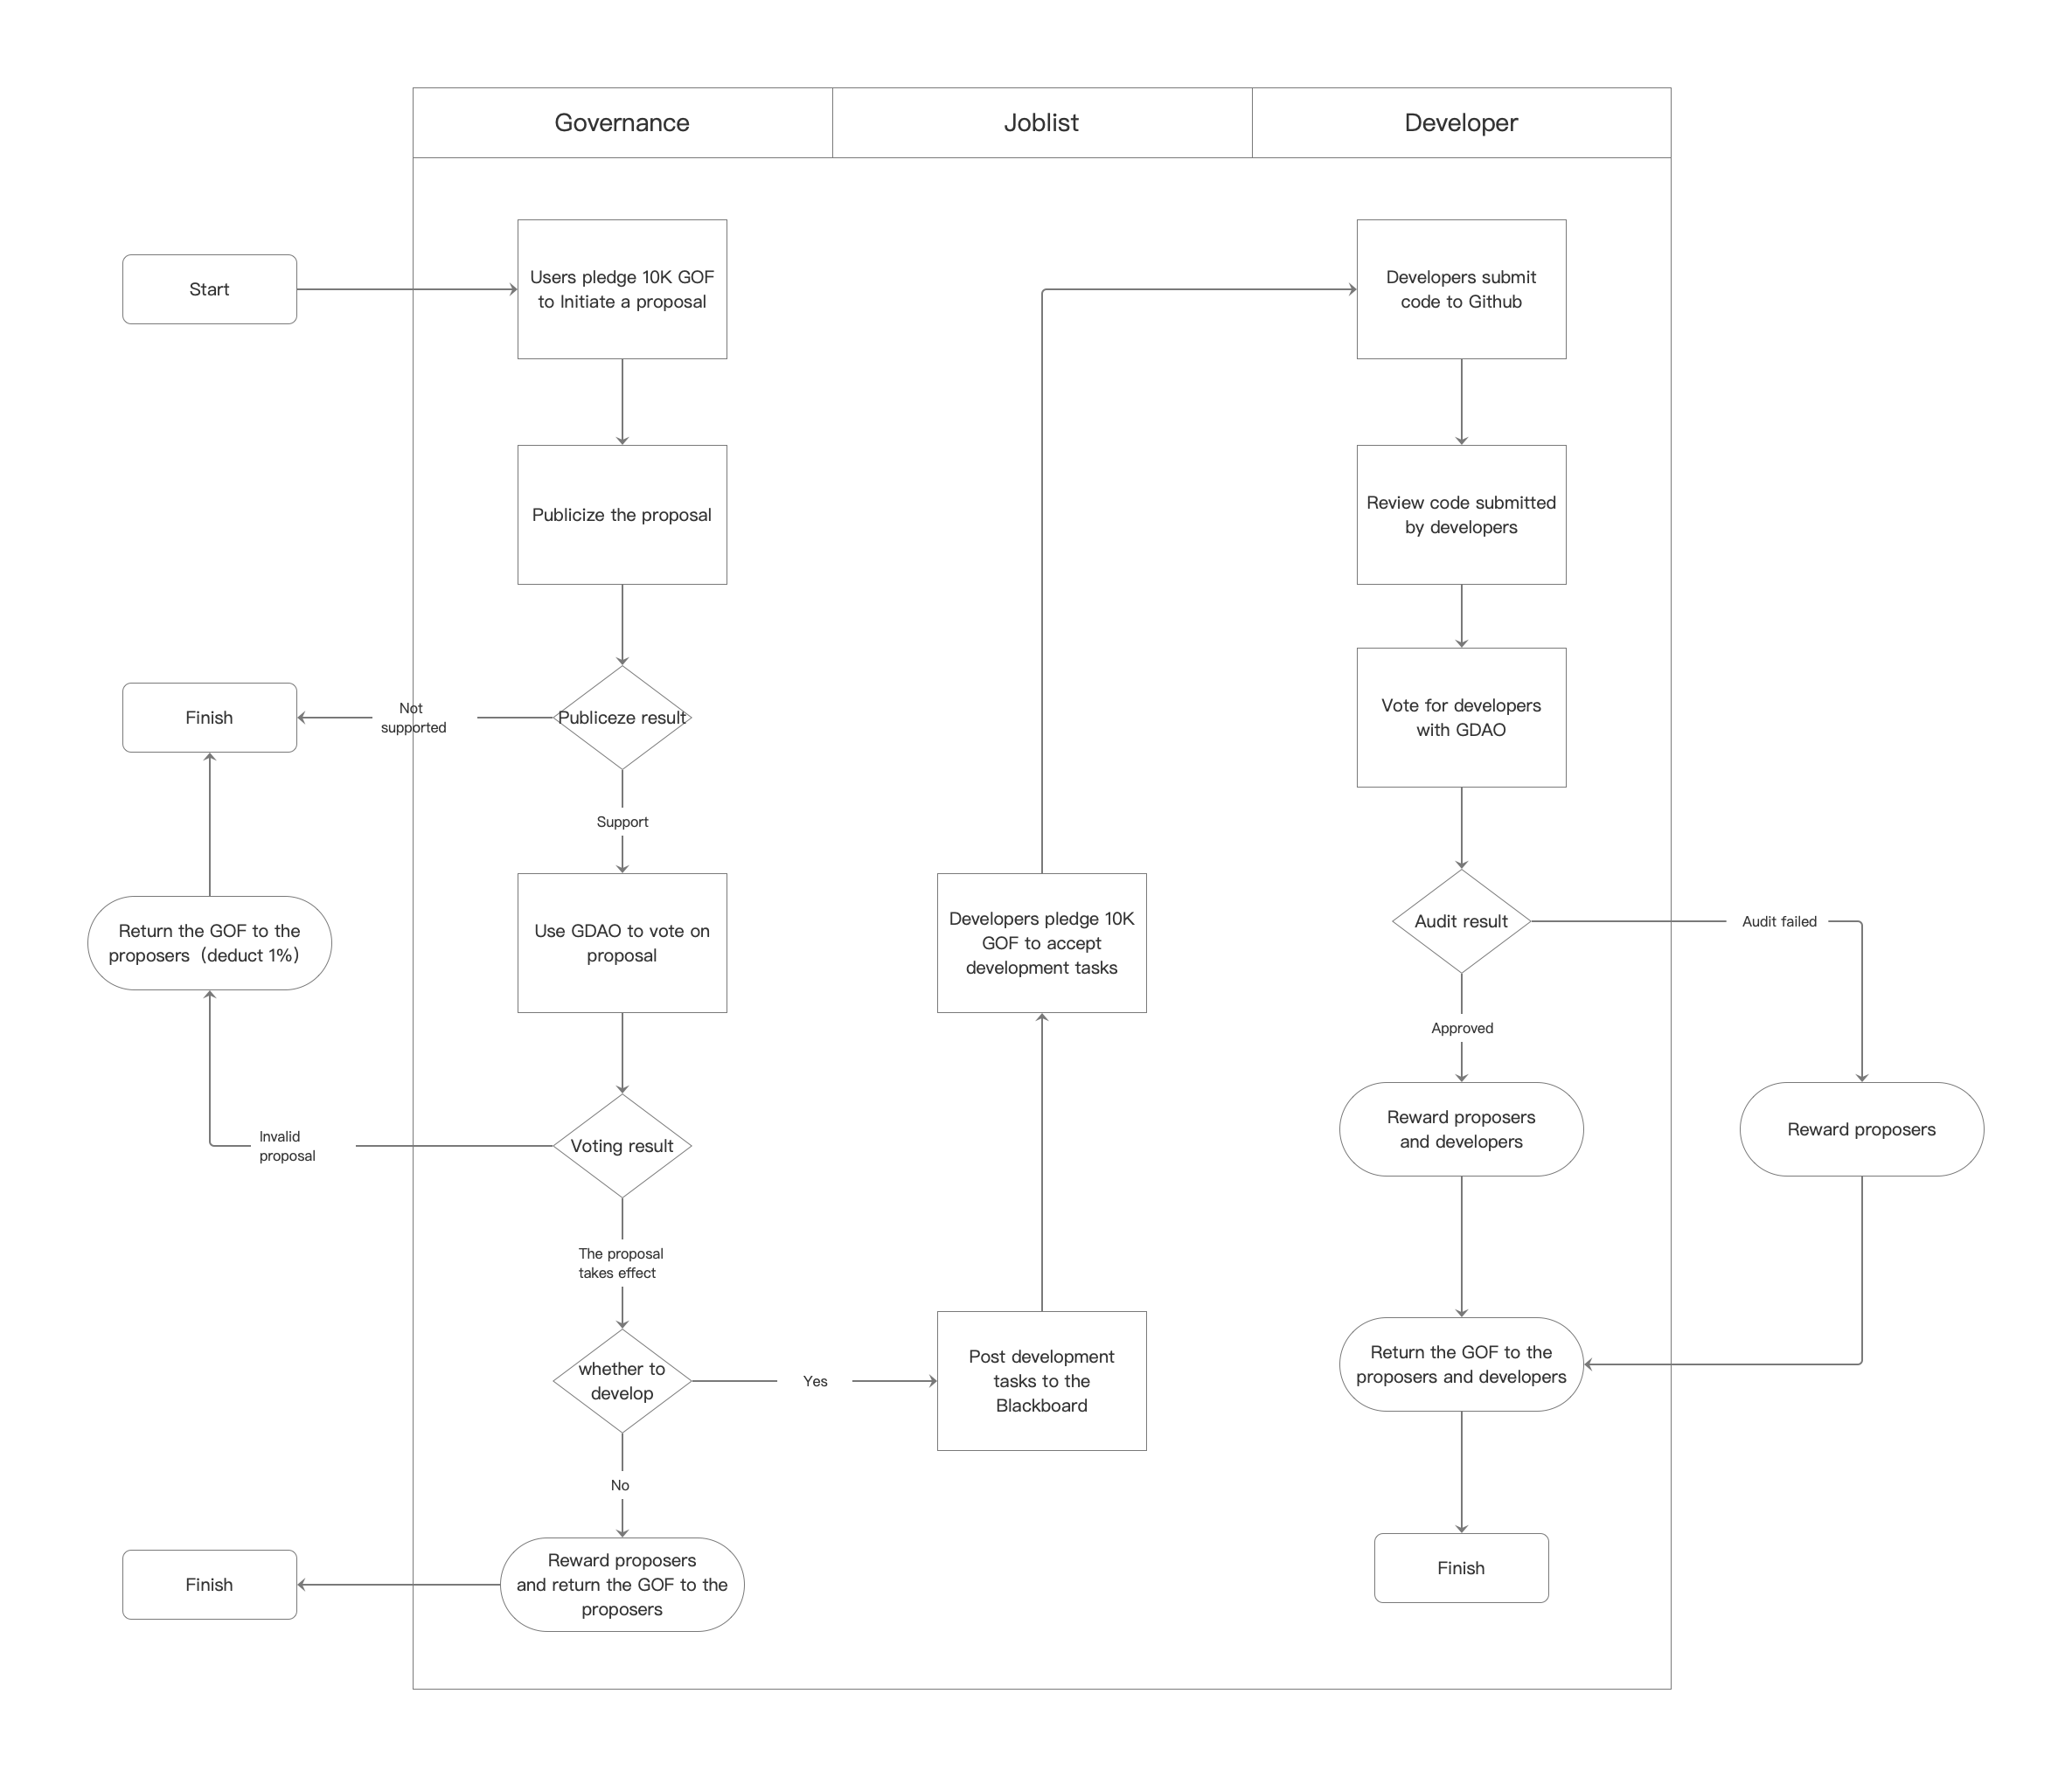 Governance
Joblist
Developer
Start
Users pledge 10K GOF
to Initiate a proposal
Developers submit
code to Github
Publicize the proposal
Review code submitted
by developers
Finish
Not
supported
Publiceze result
Vote for developers
with GDAO
Support
Return the GOF to the
proposers（deduct 1%）
Use GDAO to vote on
proposal
Developers pledge 10K
GOF to accept
development tasks
Audit result
Audit failed
Approved
Invalid
proposal
Voting result
Reward proposers
and developers
Reward proposers
The proposal
takes effect
whether to
develop
Yes
Post development
tasks to the
Blackboard
Return the GOF to the
proposers and developers
No
Finish
Reward proposers
and return the GOF to the
proposers
Finish